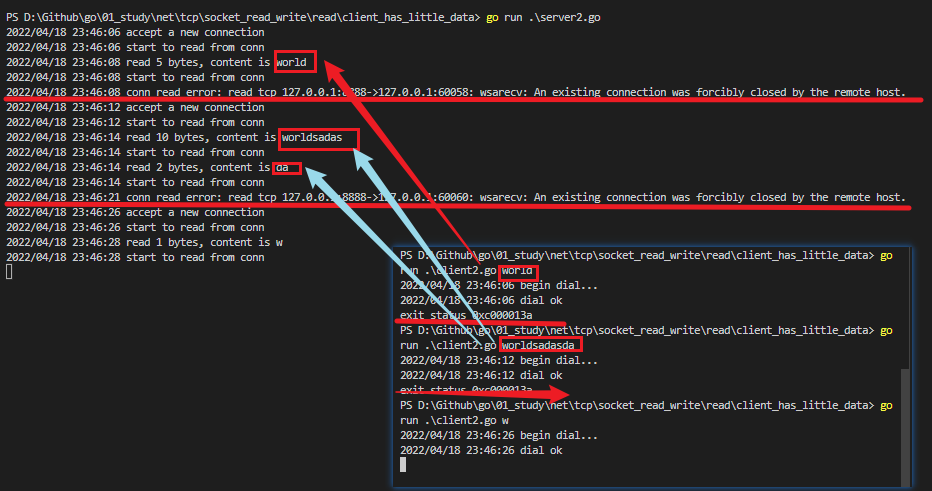 PS D:\Github\go\01_study\net\tcp\socket_read_write\read\client_has_little_data> go run .\server2.go
2022/04/18 23:46:06 accept a new connection
2022/04/18 23:46:06 start to read from conn
2022/04/18 23:46:08 read 5 bytes, content is world
2022/04/18 23:46:08 start to read from conn
2022/04/18 23:46:08 conn read error: read tcp 127.0.0.1:8888->127.0.0.1:60058: wsarecv: An existing connection was forcibly closed by the remote host.
2022/04/18 23:46:12 accept a new connection
2022/04/18 23:46:12 start to read from conn
2022/04/18 23:46:14 read 10 bytes, content is worldsadas
2022/04/18 23:46:14 start to read from conn
2022/04/18 23:46:14 read 2 bytes, content is da
2022/04/18 23:46:14 start to read from conn
2022/04/18 23:46:21 conn read error: read tcp 127.0.0.1:8888->127.0.0.1:60060: wsarecv: An existing connection was forcibly closed by the remote host.
2022/04/18 23:46:26 accept a new connection
2022/04/18 23:46:26 start to read from conn
2022/04/18 23:46:28 read 1 bytes, content is w
2022/04/18 23:46:28 start to read from conn
PS D:\Github\go\01_study\net\tcp\socket_read_write\read\client_has_little_data> go
run .\client2.go world
2022/04/18 23:46:06 begin dial...
2022/04/18 23:46:06 dial ok
exit status 0xc000013a
PS D:\Github\go\01_study\net\tcp\socket_read_write\read\client_has_little_data> go
run .\client2.go worldsadasda
2022/04/18 23:46:12 begin dial...
2022/04/18 23:46:12 dial ok
exit status 0xc000013a
PS D:\Github\go\01_study\net\tcp\socket_read_write\read\client_has_little_data> go
run .\client2.go w
2022/04/18 23:46:26 begin dial...
2022/04/18 23:46:26 dial ok